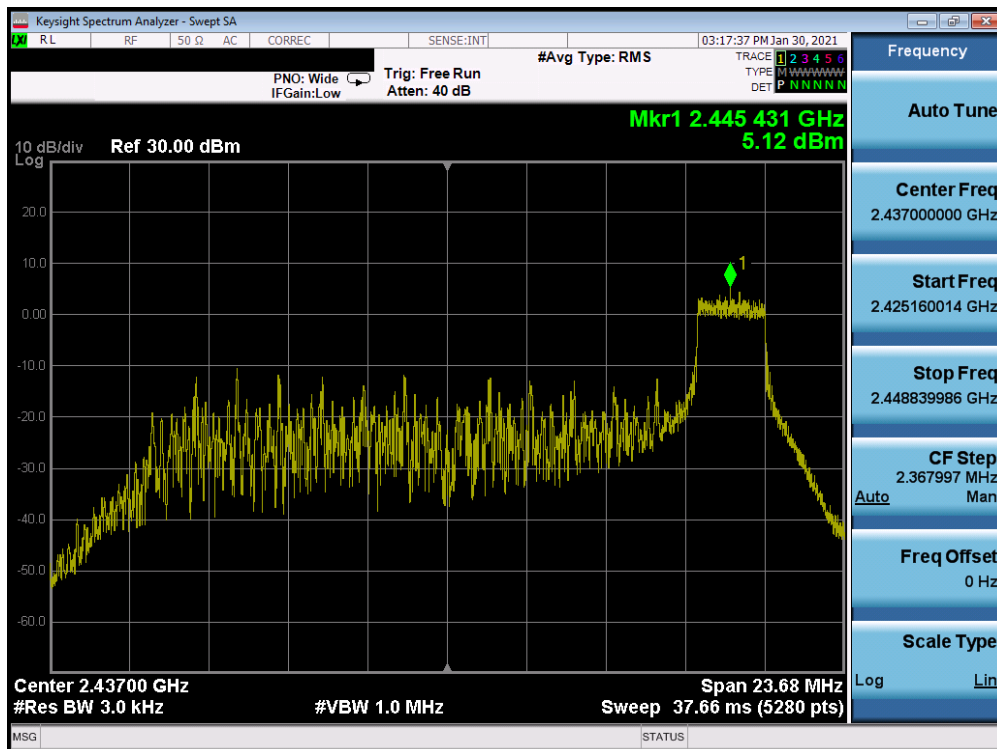 Keysight Spectrum Analyzer - Swept SA
LXI RL RF 50 Ω AC CORREC SENSE:INT 03:17:37 PM Jan 30, 2021
PNO: Wide
IFGain:Low
Trig: Free Run
Atten: 40 dB
#Avg Type: RMS
TRACE 1 2 3 4 5 6
TYPE M WWWWW
DET P N N N N N
Mkr1 2.445 431 GHz
5.12 dBm
10 dB/div Ref 30.00 dBm
Log
20.0
10.0
0.00
-10.0
-20.0
-30.0
-40.0
-50.0
-60.0
1
Center 2.43700 GHz Span 23.68 MHz
#Res BW 3.0 kHz #VBW 1.0 MHz Sweep 37.66 ms (5280 pts)
MSG STATUS
Frequency
Auto Tune
Center Freq
2.437000000 GHz
Start Freq
2.425160014 GHz
Stop Freq
2.448839986 GHz
CF Step
2.367997 MHz
Auto Man
Freq Offset
0 Hz
Scale Type
Log Lin